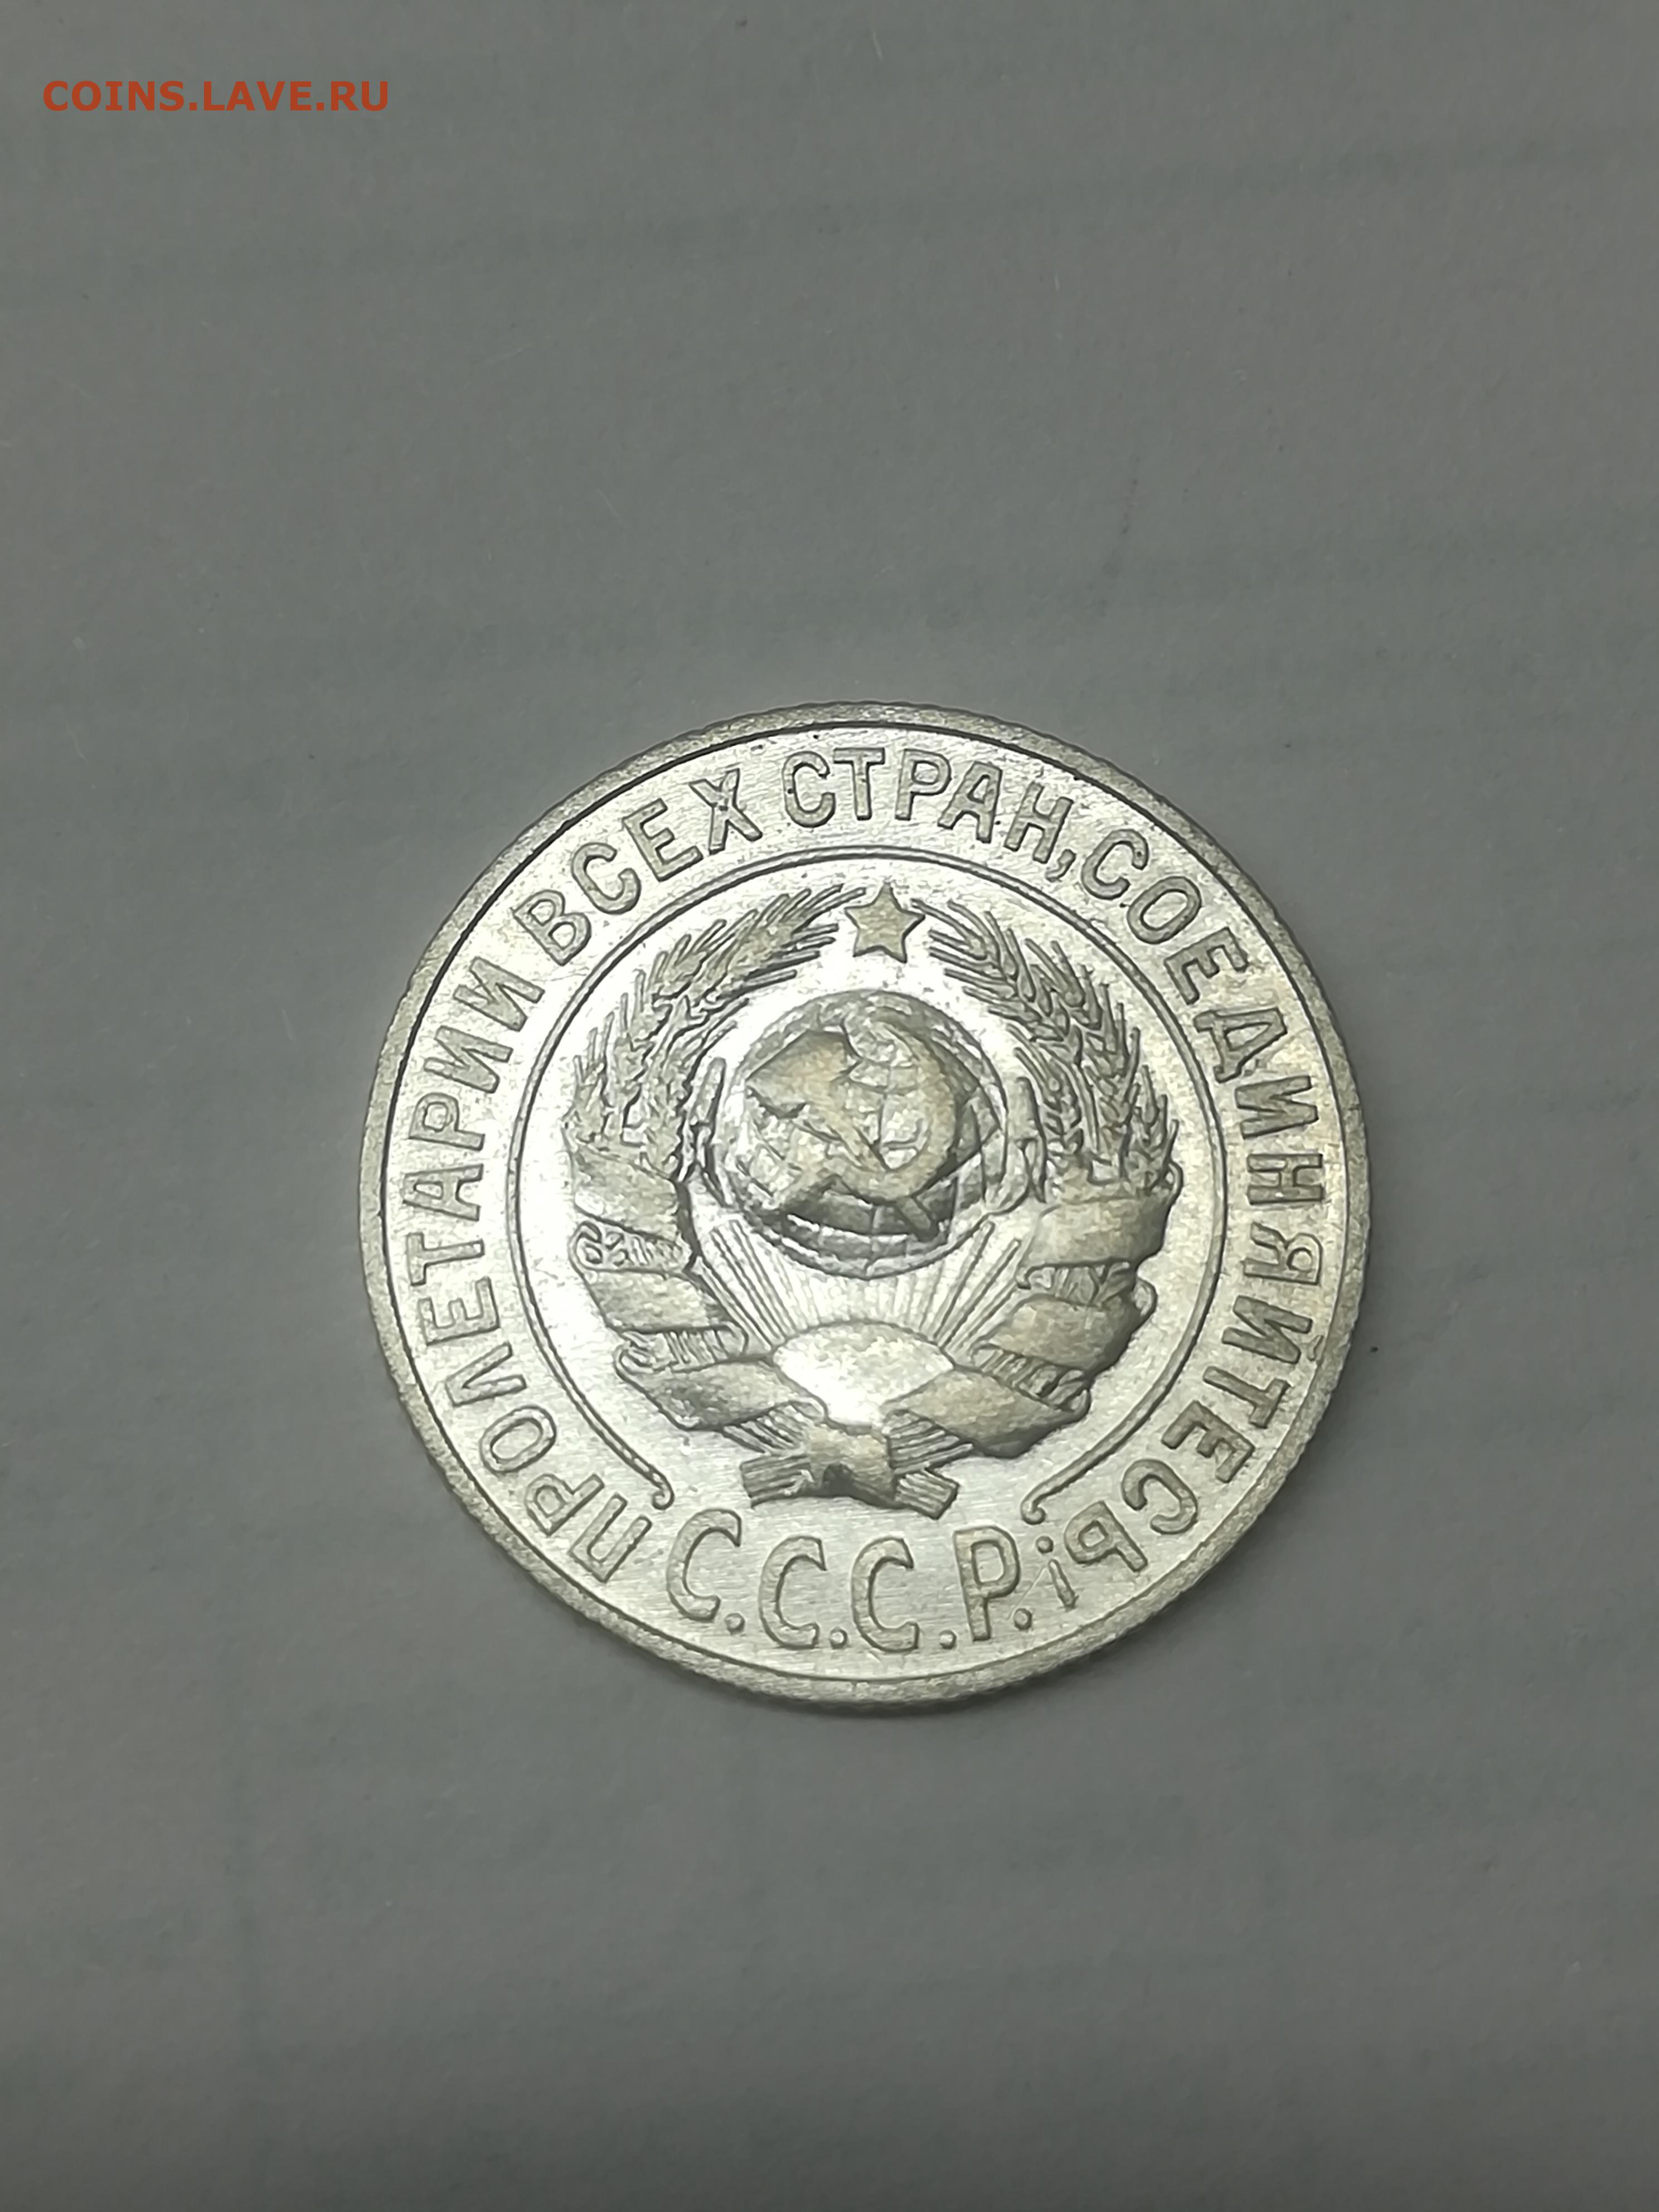 COINS.LAVE.RU
ПРОЛЕТАРИИ ВСЕХ СТРАН, СОЕДИНЯЙТЕСЬ!
С.С.С.Р.